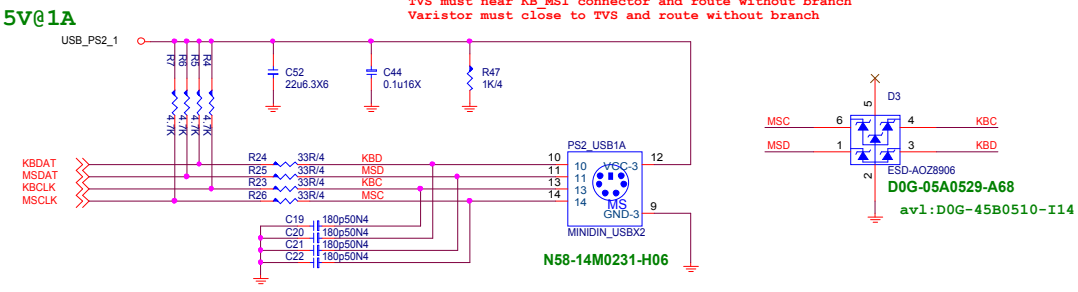 TVS must near KB_MS1 connector and route without branch
Varistor must close to TVS and route without branch
5V@1A
USB_PS2_1
R7
R6
R5
R4
4.7K
4.7K
4.7K
4.7K
C52
22u6.3X6
C44
0.1u16X
R47
1K/4
D3
5
MSC 6 4 KBC
MSD 1 3 KBD
2
ESD-AOZ8906
D0G-05A0529-A68
avl:D0G-45B0510-I14
PS2_USB1A
KBDAT R24 33R/4 KBD 10 10 VCC-3 12
MSDAT R25 33R/4 MSD 11 11
KBCLK R23 33R/4 KBC 13 13
MSCLK R26 33R/4 MSC 14 14
MS
GND-3 9
MINIDIN_USBX2
N58-14M0231-H06
C19 180p50N4
C20 180p50N4
C21 180p50N4
C22 180p50N4